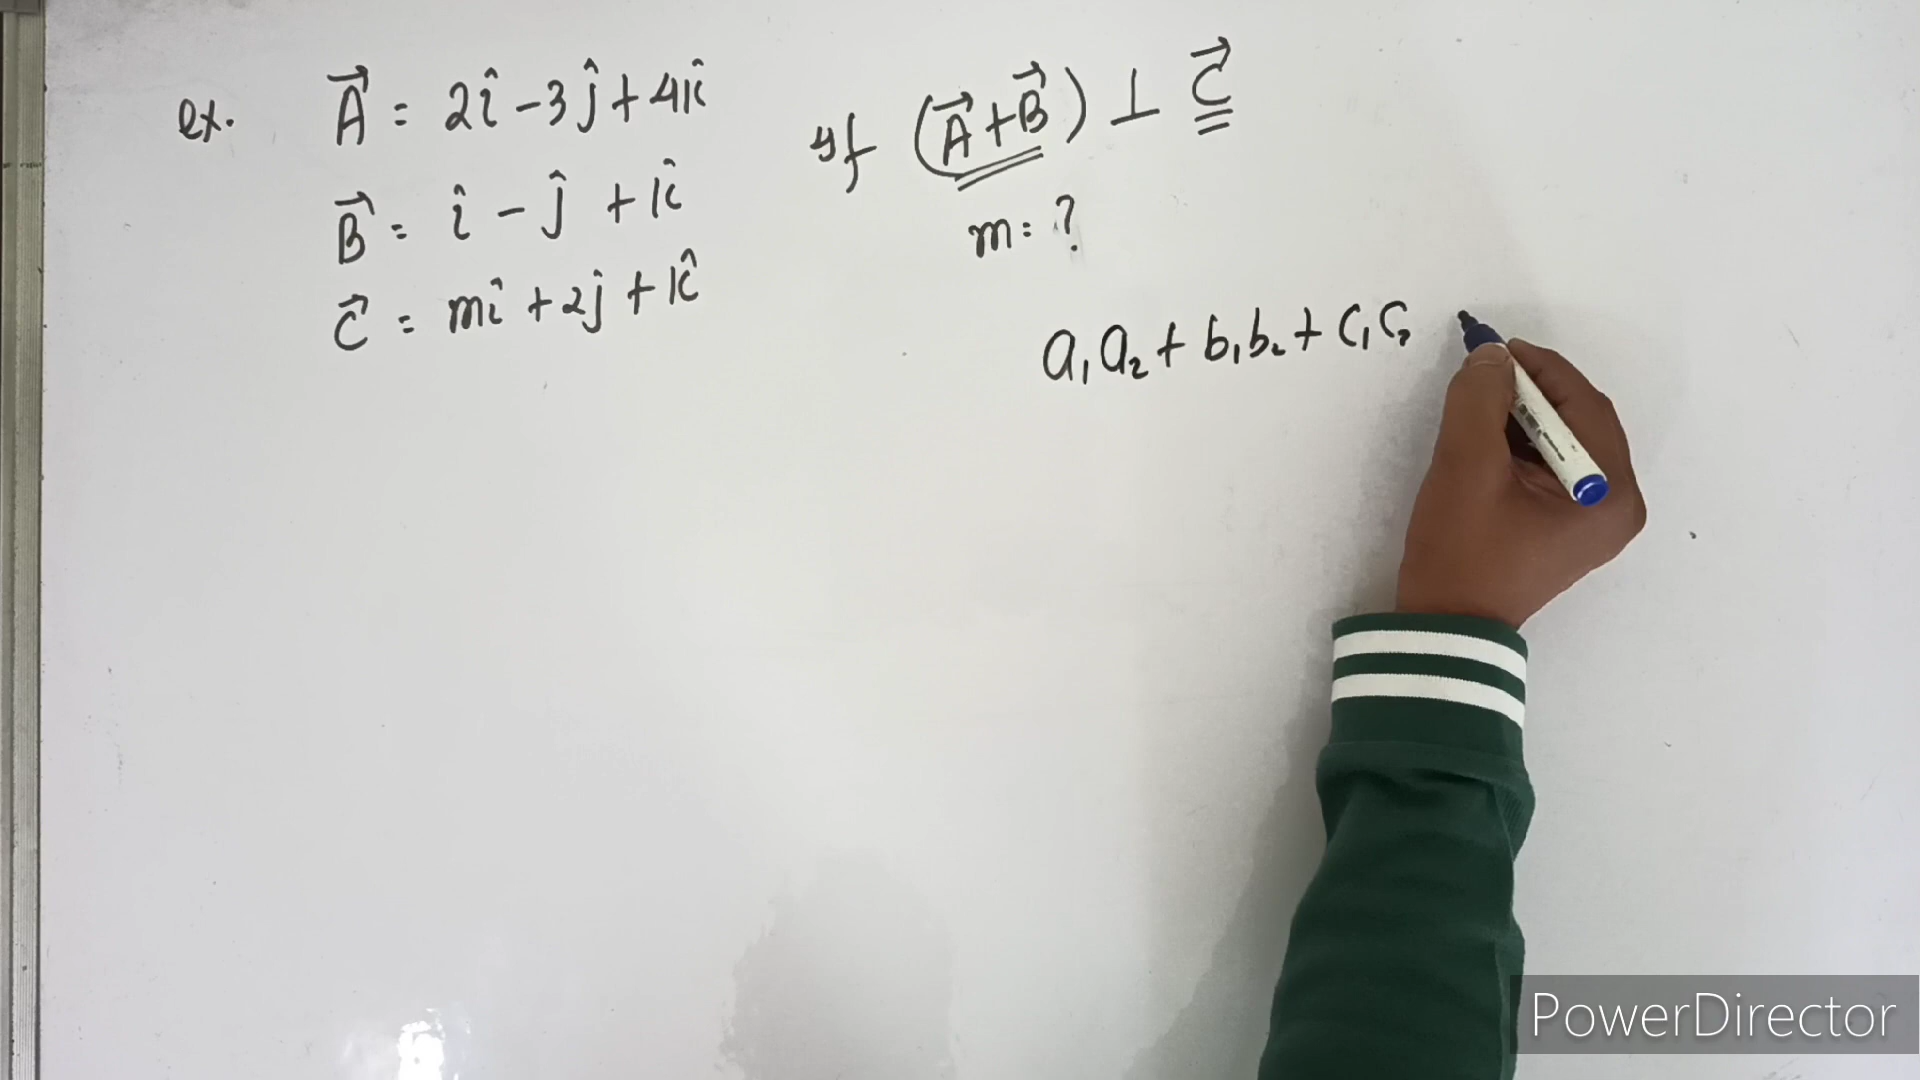 ex. A⃗ = 2î - 3ĵ + 4k̂
B⃗ = î - ĵ + k̂
C⃗ = mî + 2ĵ + k̂
If (A⃗ + B⃗) ⊥ C⃗
m = ?
a₁a₂ + b₁b₂ + c₁c₂
PowerDirector